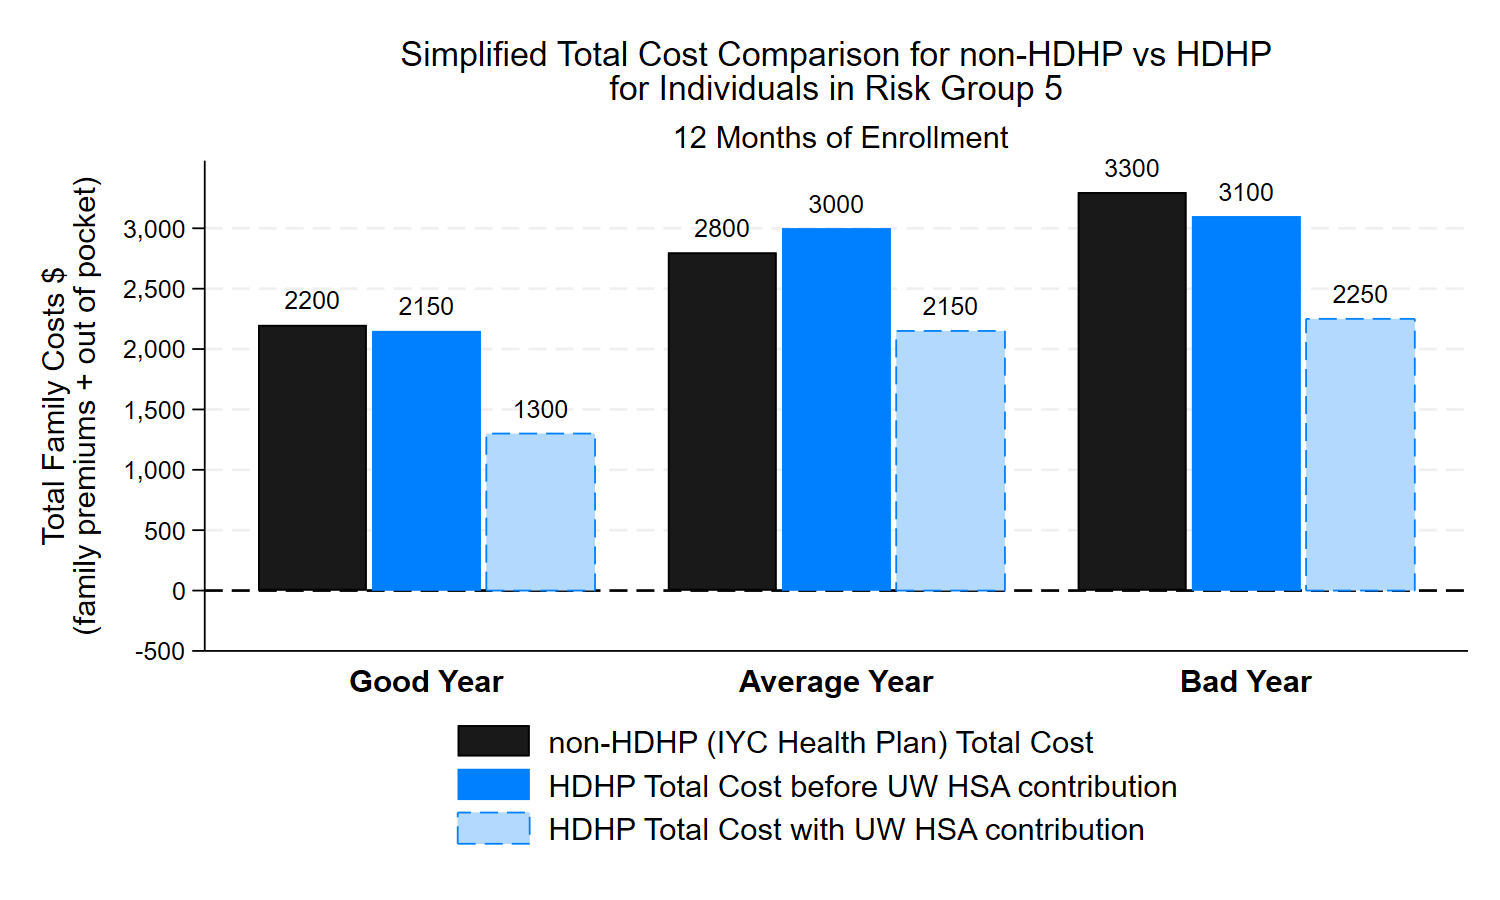 Simplified Total Cost Comparison for non-HDHP vs HDHP
for Individuals in Risk Group 5
12 Months of Enrollment
Total Family Costs $
(family premiums + out of pocket)
3,000
2,500
2,000
1,500
1,000
500
0
-500
2200
2150
1300
2800
3000
2150
3300
3100
2250
Good Year
Average Year
Bad Year
non-HDHP (IYC Health Plan) Total Cost
HDHP Total Cost before UW HSA contribution
HDHP Total Cost with UW HSA contribution